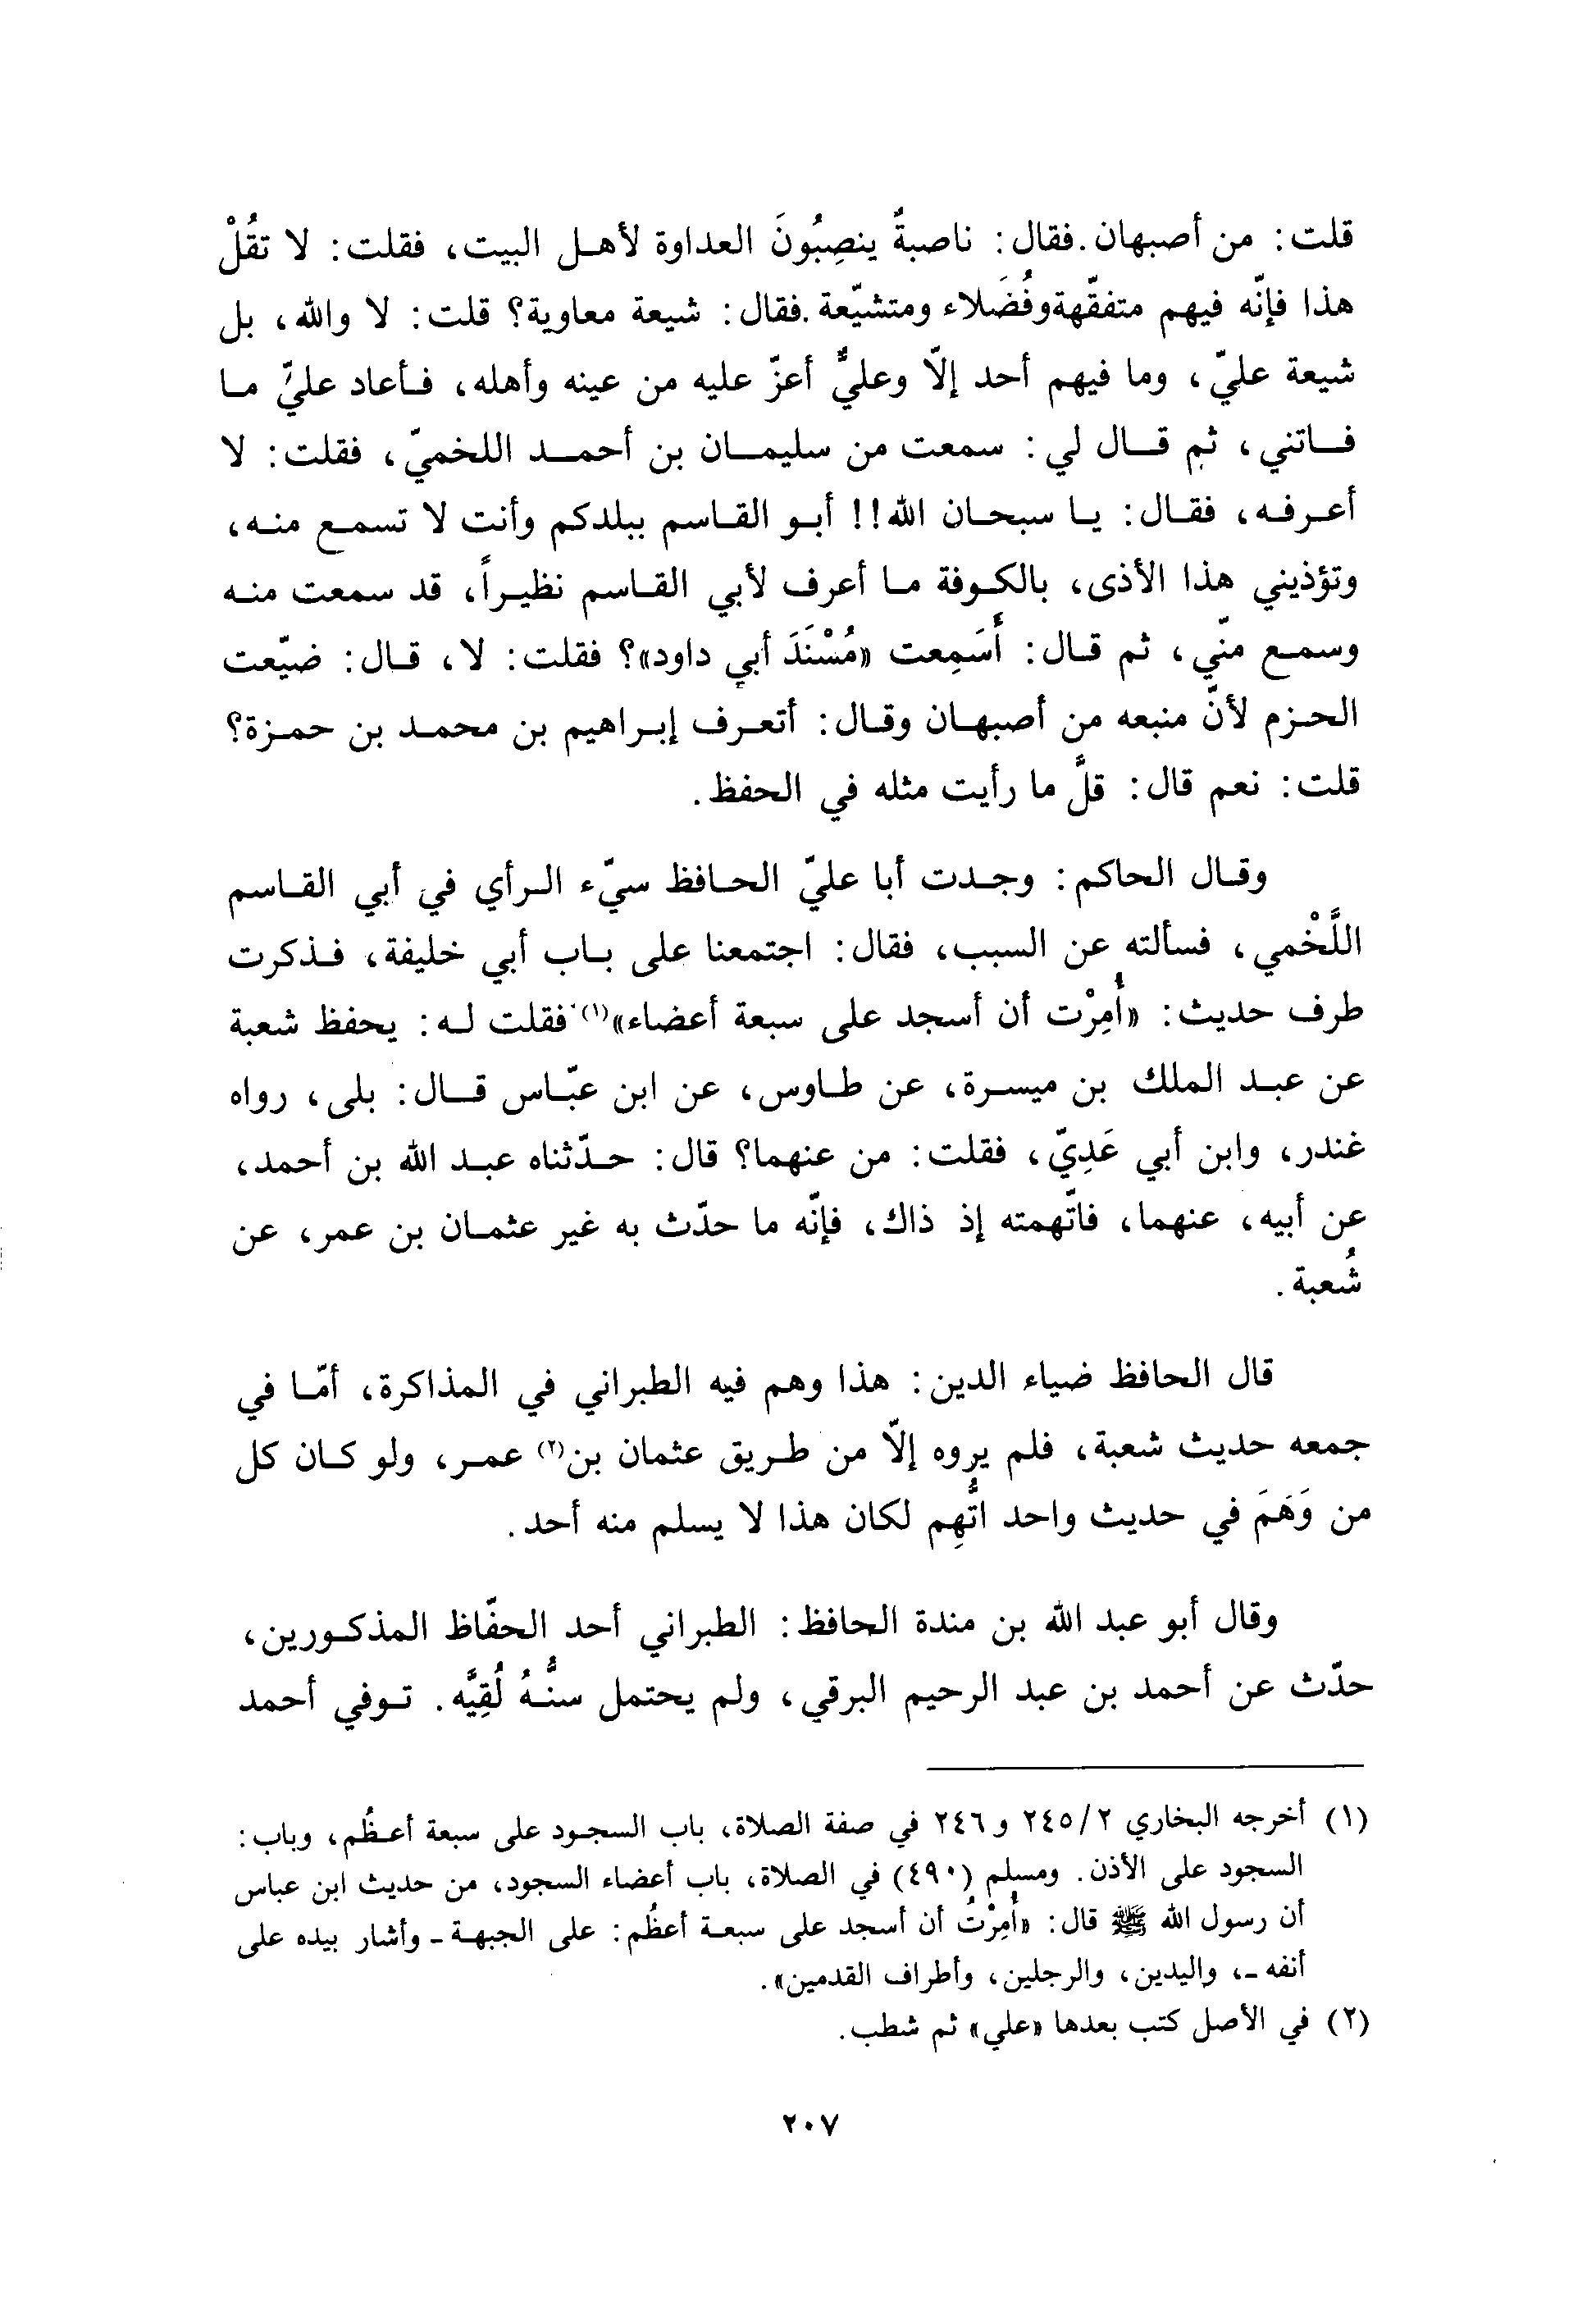 قلت: من أصبهان. فقال: ناصبةٌ ينصِبُونَ العداوة لأهل البيت، فقلت: لا تقُلْ
هذا فإنّه فيهم متفقّهة وفُضَلاء ومتشيّعة. فقال: شيعة معاوية؟ قلت: لا والله، بل
شيعة عليّ، وما فيهم أحد إلّا وعليٌّ أعزّ عليه من عينه وأهله، فأعاد عليَّ ما
فاتني، ثم قال لي: سمعت من سليمان بن أحمد اللخميّ، فقلت: لا
أعرفه، فقال: يا سبحان الله!! أبو القاسم ببلدكم وأنت لا تسمع منه،
وتؤذيني هذا الأذى، بالكوفة ما أعرف لأبي القاسم نظيراً، قد سمعت منه
وسمع منّي، ثم قال: أَسَمِعت «مُسْنَدَ أبي داود»؟ فقلت: لا، قال: ضيّعت
الحزم لأنّ منبعه من أصبهان وقال: أتعرف إبراهيم بن محمد بن حمزة؟
قلت: نعم قال: قلَّ ما رأيت مثله في الحفظ.
وقال الحاكم: وجدت أبا عليّ الحافظ سيّء الرأي في أبي القاسم
اللَّخْمي، فسألته عن السبب، فقال: اجتمعنا على باب أبي خليفة، فذكرت
طرف حديث: «أُمِرْت أن أسجد على سبعة أعضاء»(١) فقلت له: يحفظ شعبة
عن عبد الملك بن ميسرة، عن طاوس، عن ابن عبّاس قال: بلى، رواه
غندر، وابن أبي عَدِيّ، فقلت: من عنهما؟ قال: حدّثناه عبد الله بن أحمد،
عن أبيه، عنهما، فاتّهمته إذ ذاك، فإنّه ما حدّث به غير عثمان بن عمر، عن
شُعبة.
قال الحافظ ضياء الدين: هذا وهم فيه الطبراني في المذاكرة، أمّا في
جمعه حديث شعبة، فلم يروه إلّا من طريق عثمان بن(٢) عمر، ولو كان كل
من وَهَمَ في حديث واحد اتُّهِم لكان هذا لا يسلم منه أحد.
وقال أبو عبد الله بن مندة الحافظ: الطبراني أحد الحفّاظ المذكورين،
حدّث عن أحمد بن عبد الرحيم البرقي، ولم يحتمل سنُّهُ لُقِيَّه. توفي أحمد
(١) أخرجه البخاري ٢/ ٢٤٥ و٢٤٦ في صفة الصلاة، باب السجود على سبعة أعظُم، وباب:
السجود على الأذن. ومسلم (٤٩٠) في الصلاة، باب أعضاء السجود، من حديث ابن عباس
أن رسول الله ﷺ قال: «أُمِرْتُ أن أسجد على سبعة أعظُم: على الجبهة - وأشار بيده على
أنفه -، واليدين، والرجلين، وأطراف القدمين».
(٢) في الأصل كتب بعدها «علي» ثم شطب.
٢٠٧